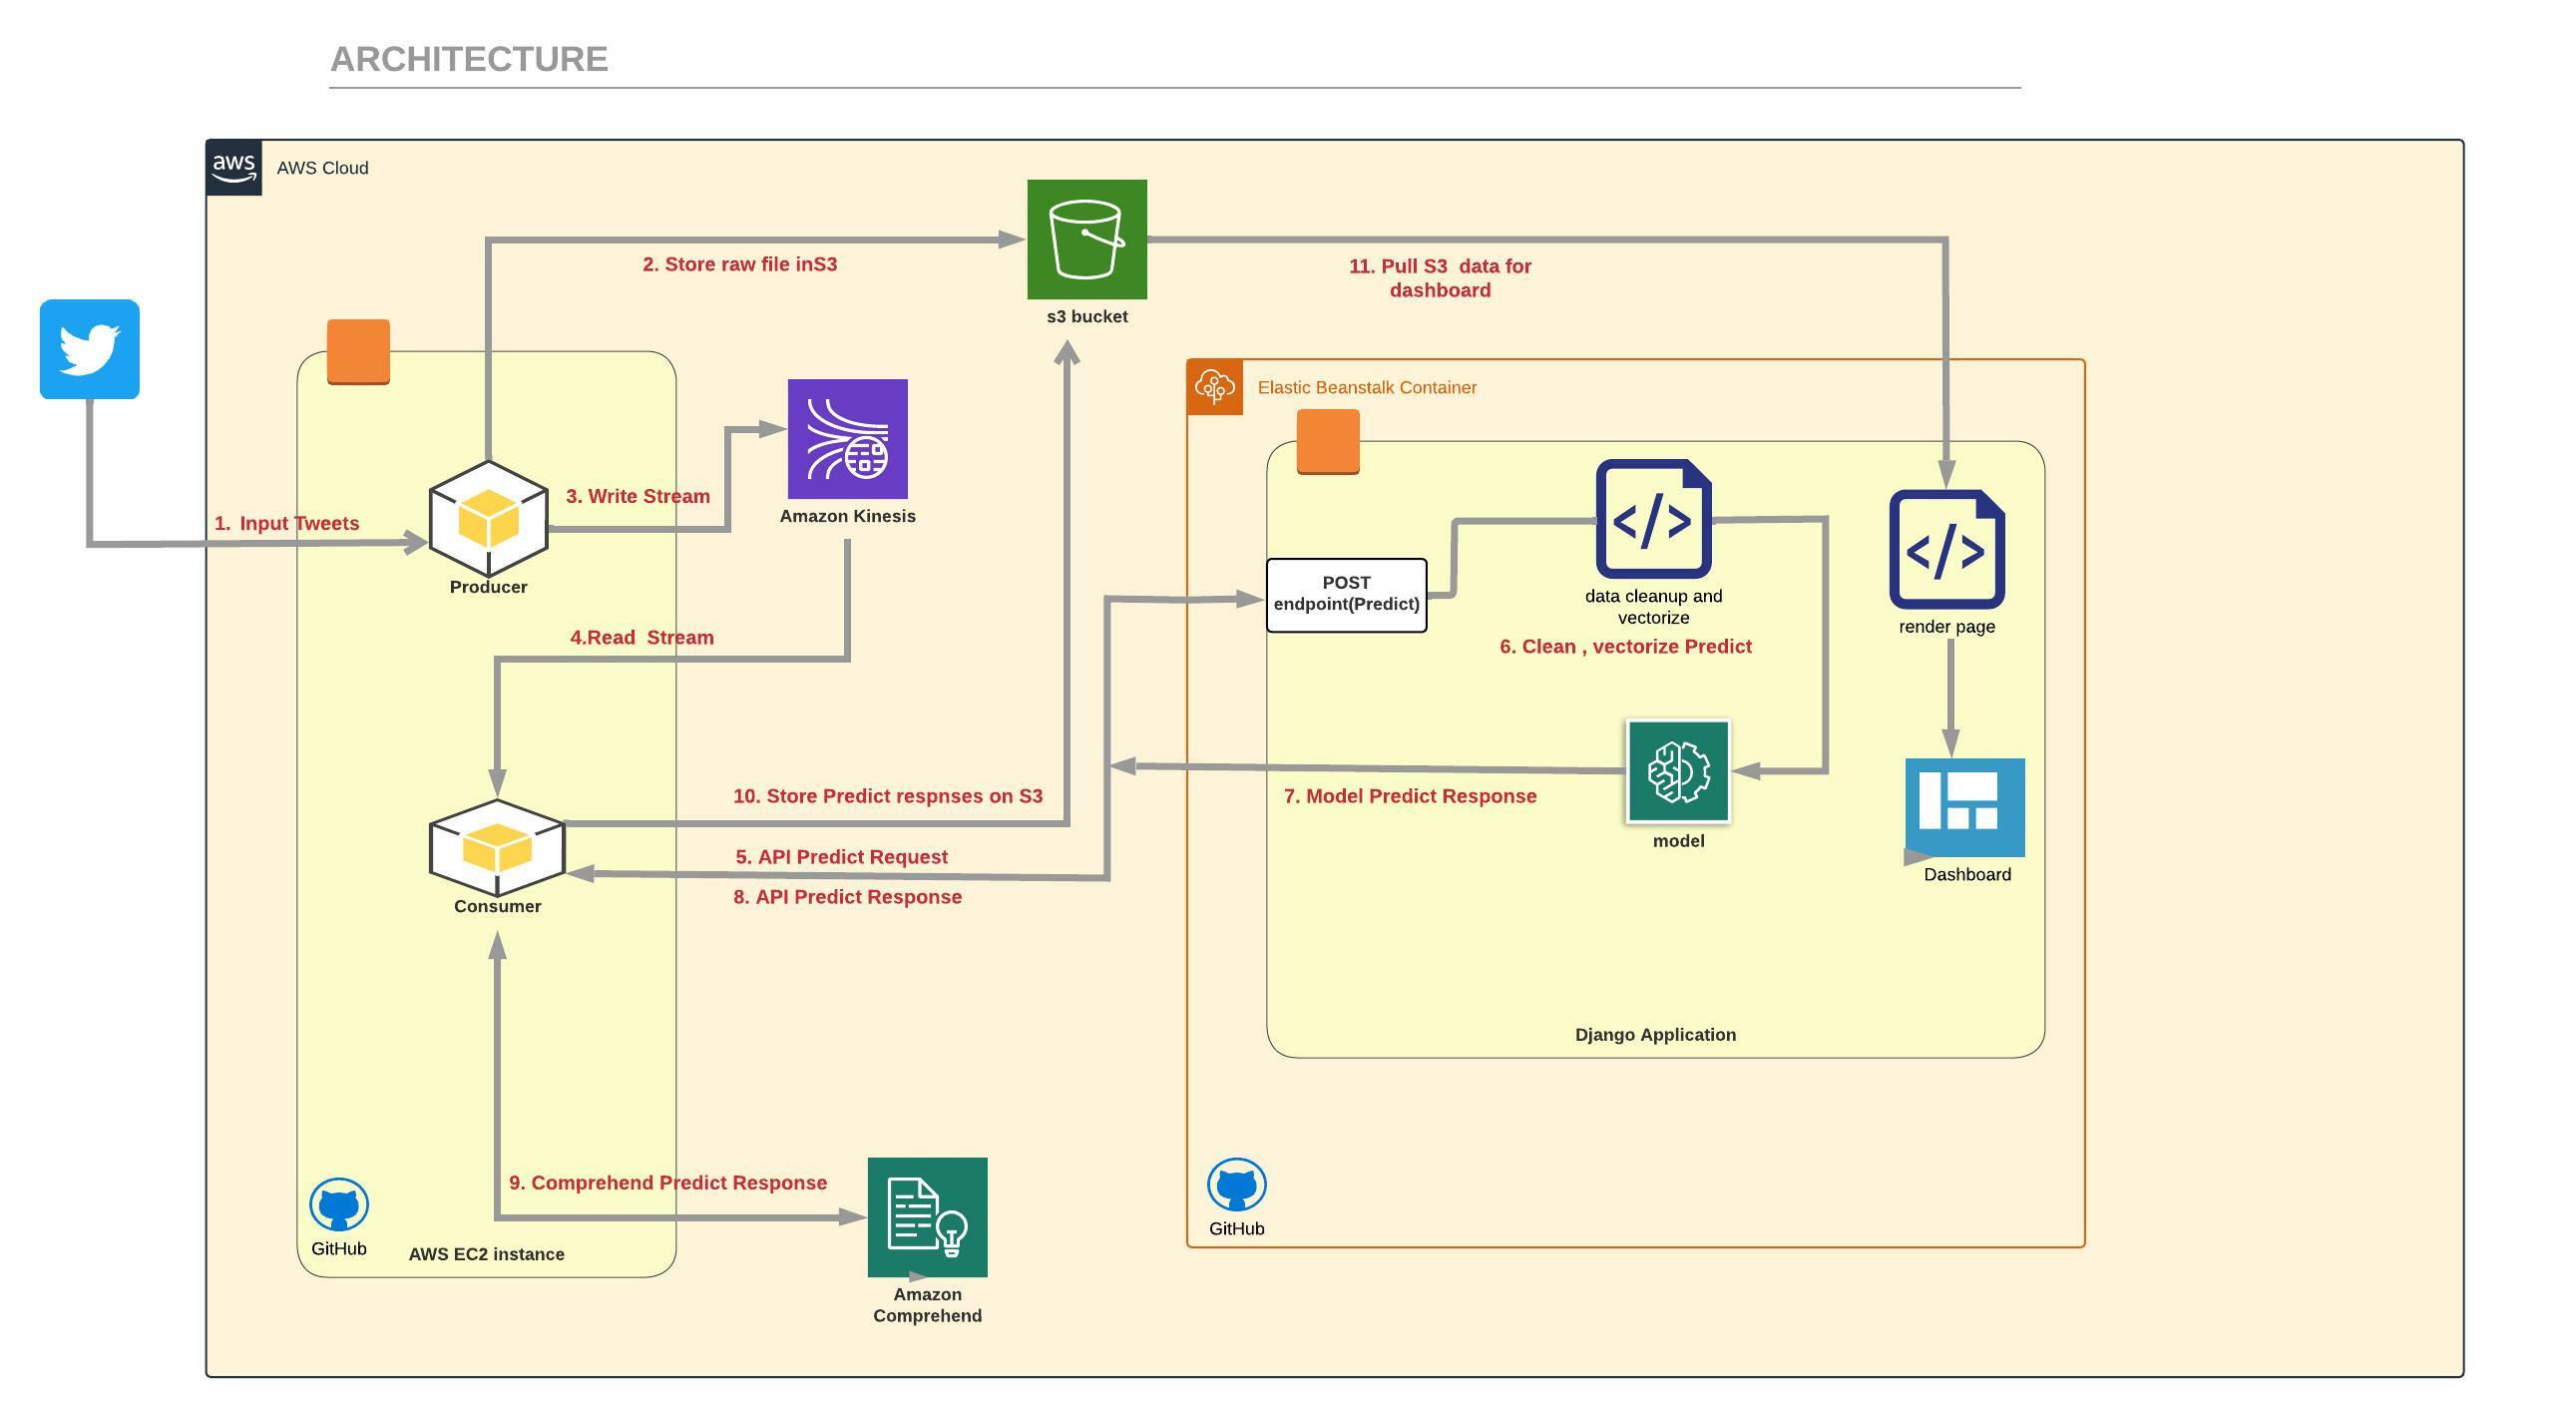 ARCHITECTURE
aws
AWS Cloud
2. Store raw file inS3
s3 bucket
11. Pull S3  data for
dashboard
Elastic Beanstalk Container
3. Write Stream
Amazon Kinesis
1.  Input Tweets
Producer
POST
endpoint(Predict)
data cleanup and
vectorize
render page
4.Read  Stream
6. Clean , vectorize Predict
10. Store Predict respnses on S3
7. Model Predict Response
model
5. API Predict Request
Dashboard
8. API Predict Response
Consumer
Django Application
9. Comprehend Predict Response
GitHub
AWS EC2 instance
GitHub
Amazon
Comprehend